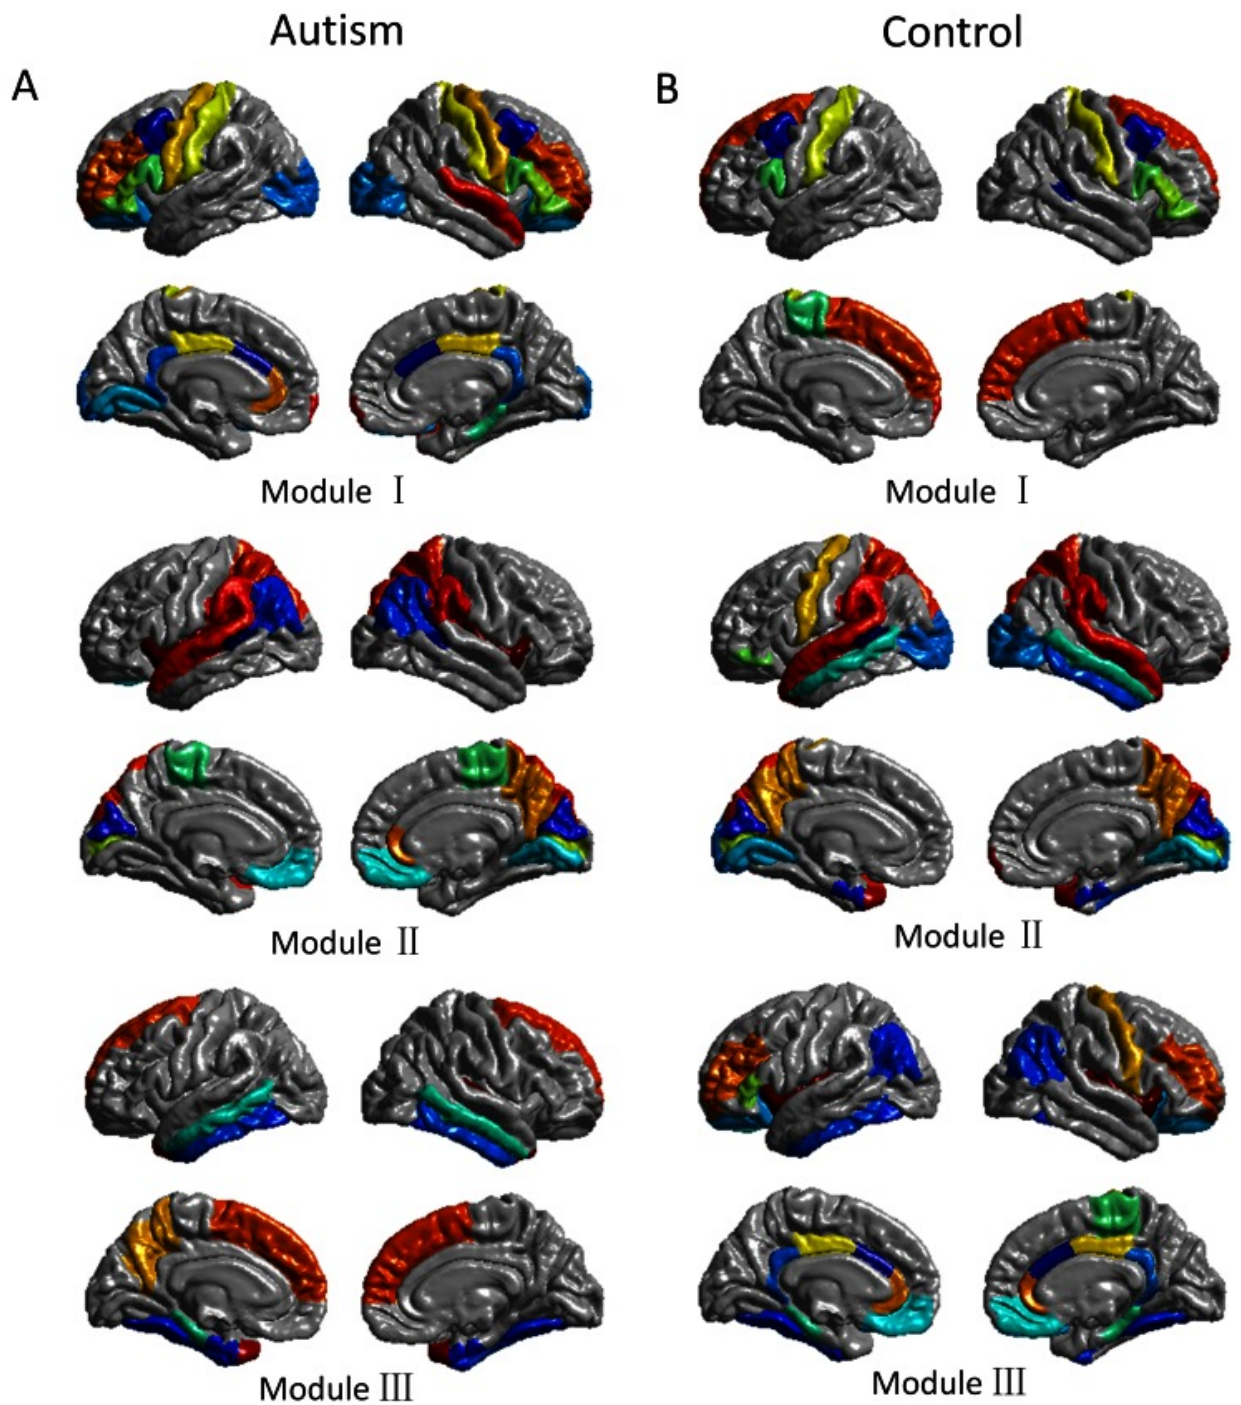 Autism Control
A B
Module Ⅰ Module Ⅰ
Module Ⅱ Module Ⅱ
Module Ⅲ Module Ⅲ